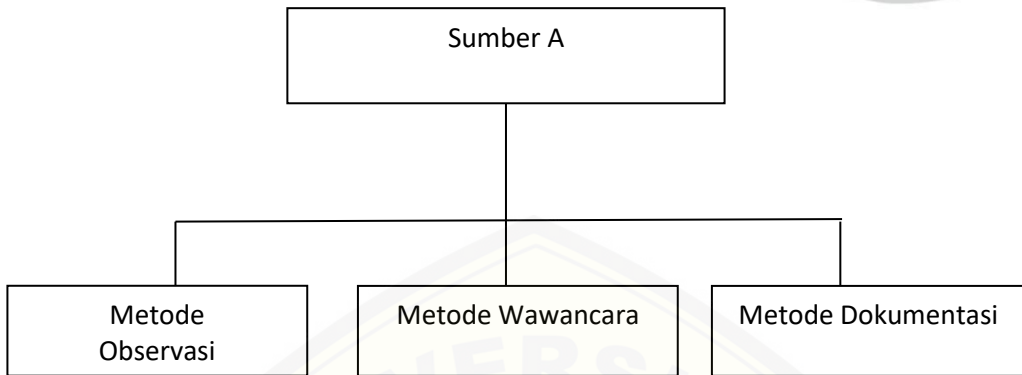 Sumber A
Metode
Observasi
Metode Wawancara
Metode Dokumentasi